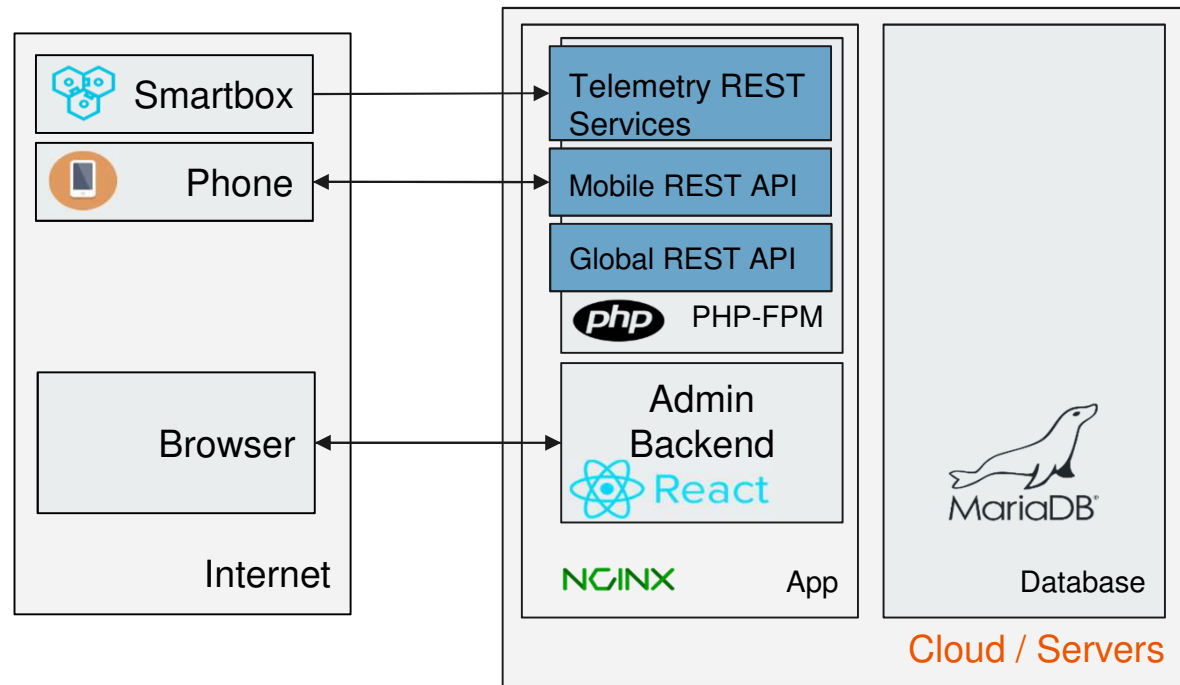 Smartbox
Phone
Browser
Internet
Telemetry REST
Services
Mobile REST API
Global REST API
php
PHP-FPM
Admin
Backend
React
NGINX
App
MariaDB®
Database
Cloud / Servers